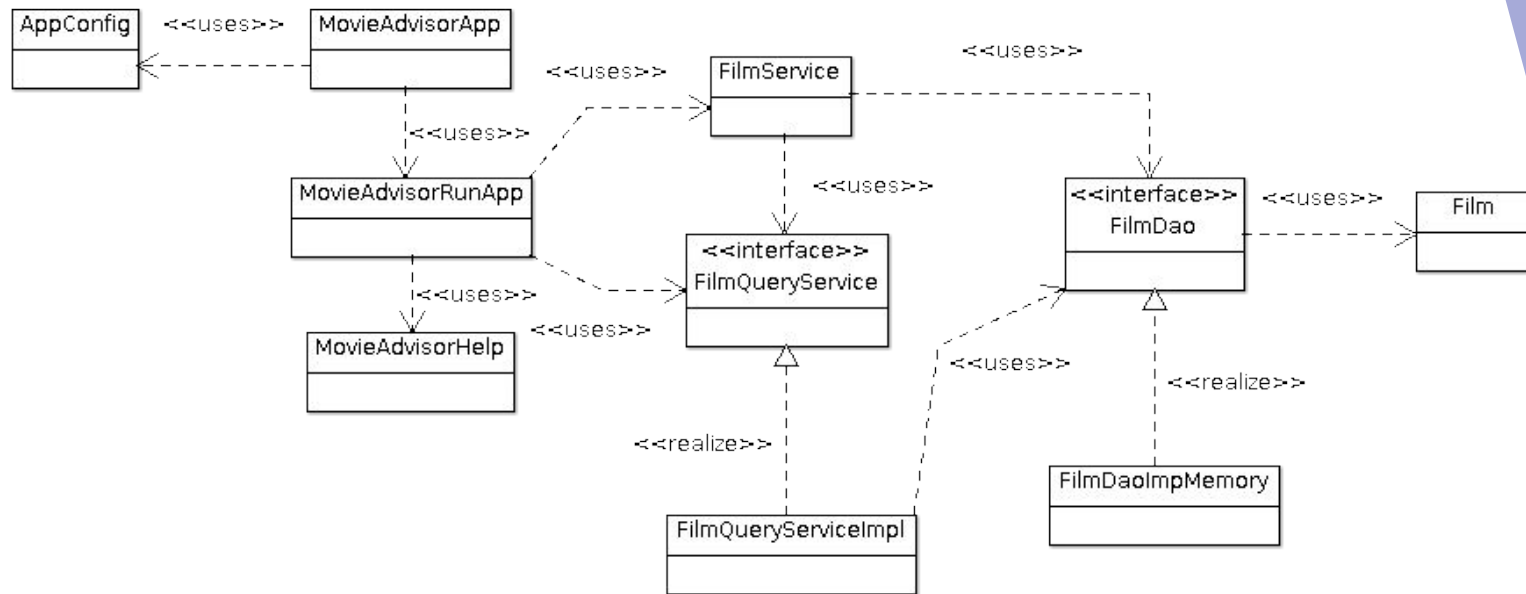 AppConfig
<<uses>>
MovieAdvisorApp
<<uses>>
<<uses>>
FilmService
<<uses>>
<<uses>>
MovieAdvisorRunApp
<<uses>>
<<interface>>
FilmDao
<<uses>>
Film
<<interface>>
FilmQueryService
<<uses>>
<<uses>>
MovieAdvisorHelp
<<uses>>
<<realize>>
<<realize>>
FilmDaoImpMemory
FilmQueryServiceImpl